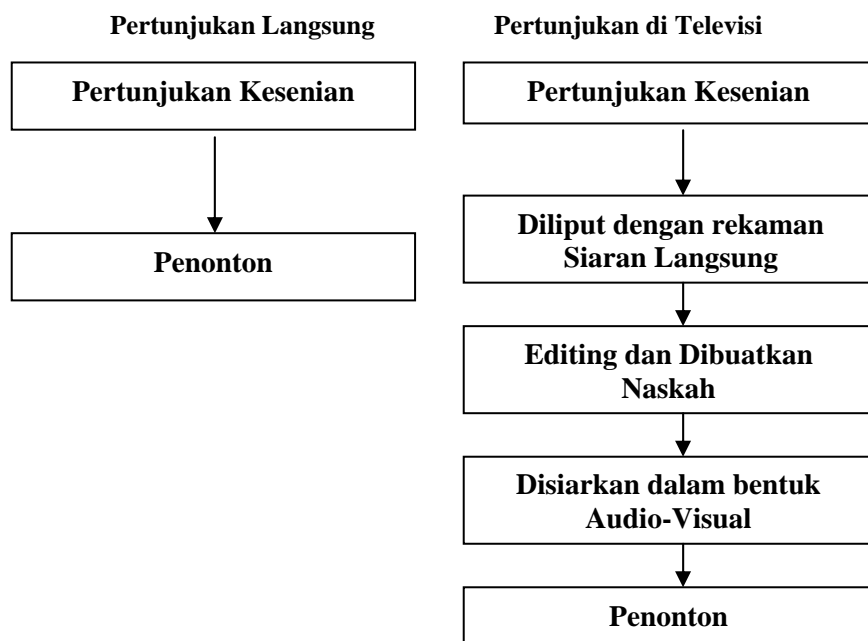 Pertunjukan Langsung
Pertunjukan Kesenian
Penonton
Pertunjukan di Televisi
Pertunjukan Kesenian
Diliput dengan rekaman
Siaran Langsung
Editing dan Dibuatkan
Naskah
Disiarkan dalam bentuk
Audio-Visual
Penonton